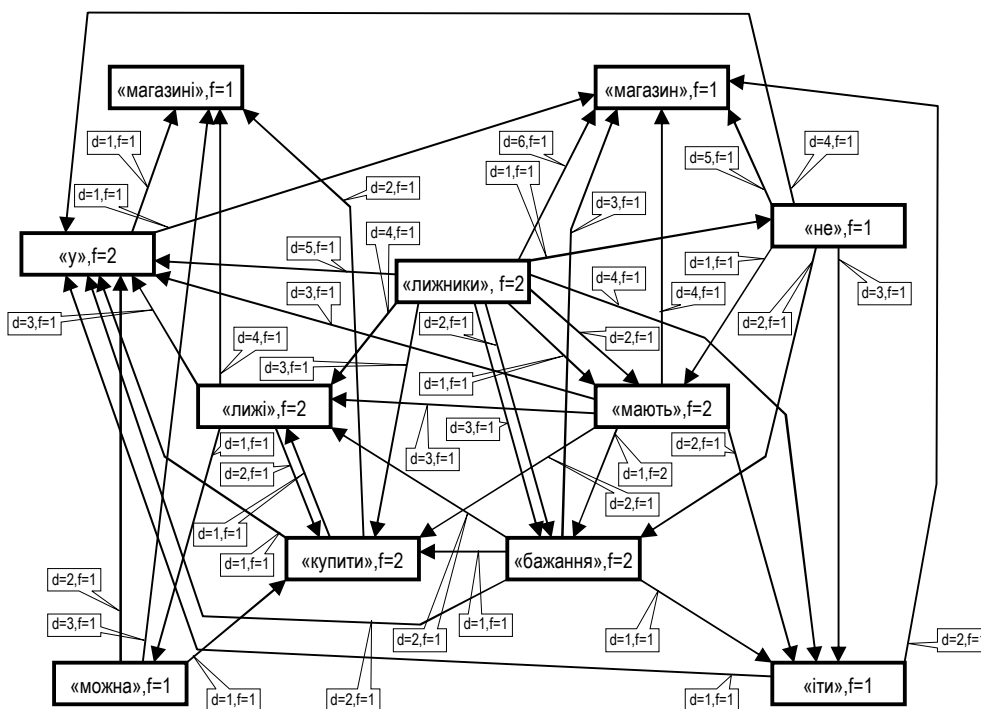 «магазині»,f=1
«магазин»,f=1
d=1,f=1
d=6,f=1
d=4,f=1
d=1,f=1
d=5,f=1
d=1,f=1
d=2,f=1
d=3,f=1
d=4,f=1
«не»,f=1
«у»,f=2
d=5,f=1
d=1,f=1
«лижники», f=2
d=3,f=1
d=4,f=1
d=4,f=1
d=3,f=1
d=3,f=1
d=2,f=1
d=2,f=1
d=4,f=1
d=2,f=1
d=3,f=1
d=1,f=1
«лижі»,f=2
«мають»,f=2
d=1,f=1
d=3,f=1
d=2,f=1
d=2,f=1
d=3,f=1
d=1,f=2
d=2,f=1
d=1,f=1
d=1,f=1
«купити»,f=2
«бажання»,f=2
d=2,f=1
d=3,f=1
d=2,f=1
d=1,f=1
d=1,f=1
d=2,f=1
«можна»,f=1
d=1,f=1
d=2,f=1
d=1,f=1
«іти»,f=1